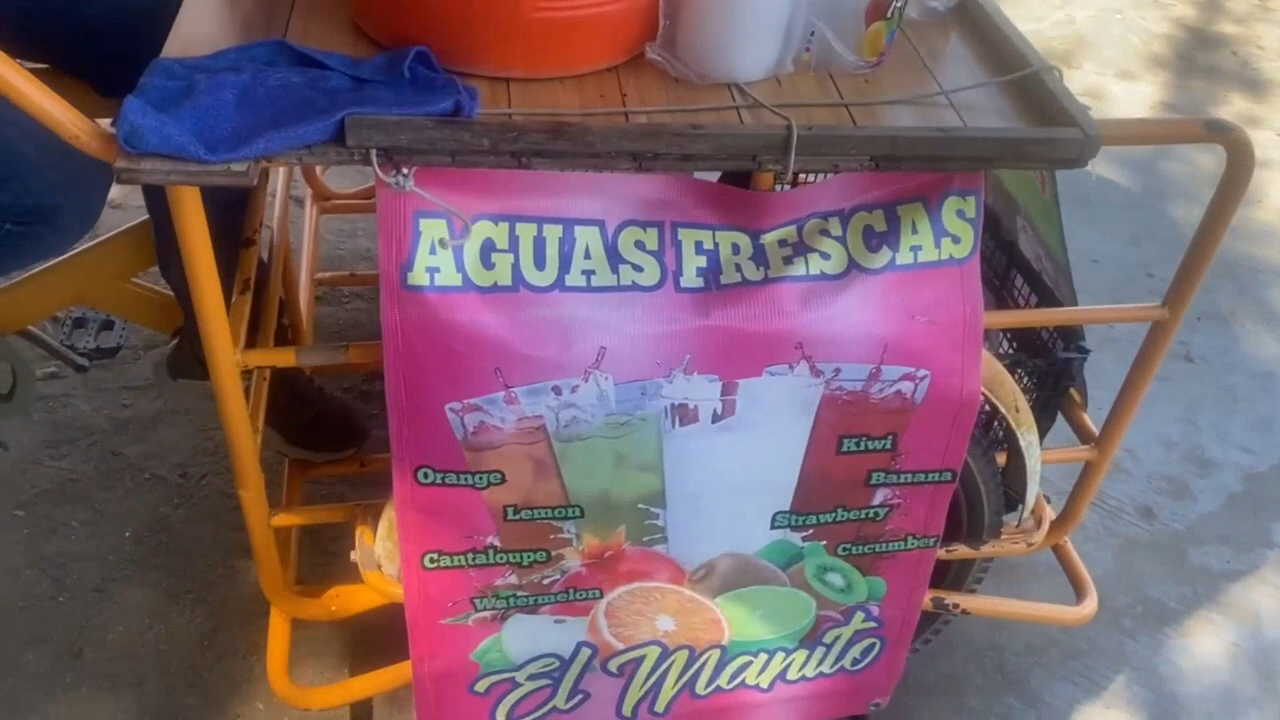 AGUAS FRESCAS
Orange
Lemon
Cantaloupe
Watermelon
Kiwi
Banana
Strawberry
Cucumber
El Manito